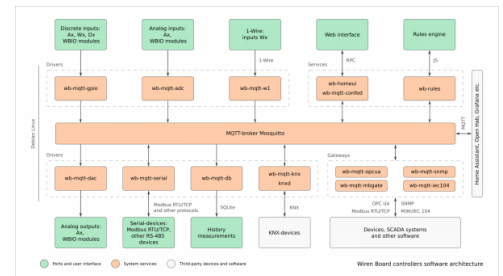 Discrete inputs:
Ax, Wx, Dx
WBIO modules
Analog inputs:
Ax,
WBIO modules
1-Wire:
inputs Wx
Web interface
Rules engine
Drivers
1-Wire
Services
RPC
JS
wb-mqtt-gpio
wb-mqtt-adc
wb-mqtt-w1
wb-homeui
wb-mqtt-confed
wb-rules
Debian Linux
MQTT-broker Mosquitto
MQTT
Home Assistant, Open Hab, Grafana etc.
Drivers
Gateways
wb-mqtt-dac
wb-mqtt-serial
wb-mqtt-db
wb-mqtt-knx
knxd
wb-mqtt-opcua
wb-mqtt-snmp
wb-mqtt-mbgate
wb-mqtt-iec104
Modbus RTU/TCP
and other protocols
SQLite
KNX
OPC UA
Modbus RTU/TCP
SNMP
МЭК/IEC 104
Analog outputs:
Ax,
WBIO modules
Serial-devices:
Modbus RTU/TCP,
other RS-485
devices
History
measurements
KNX-devices
Devices, SCADA
systems
and other software
Ports and user interface
System services
Third-party devices and software
Wiren Board controllers software architecture